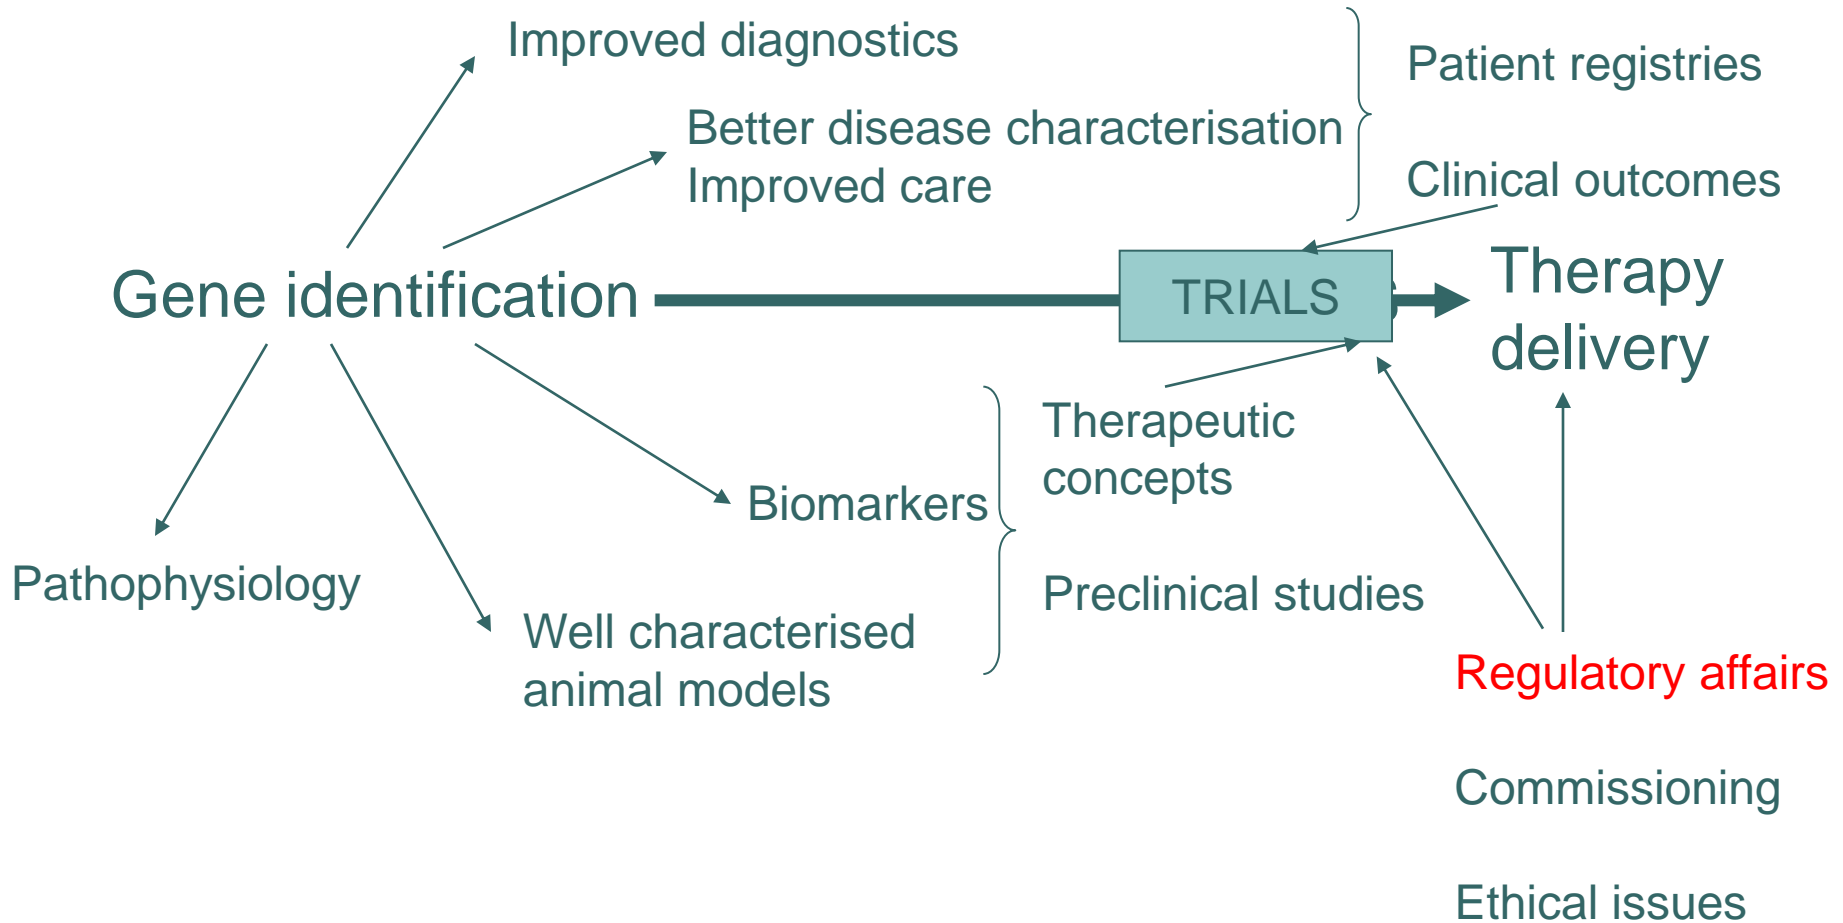 Improved diagnostics
Patient registries
Better disease characterisation
Improved care
Clinical outcomes
Gene identification
TRIALS
Therapy
delivery
Therapeutic
concepts
Biomarkers
Pathophysiology
Preclinical studies
Well characterised
animal models
Regulatory affairs
Commissioning
Ethical issues